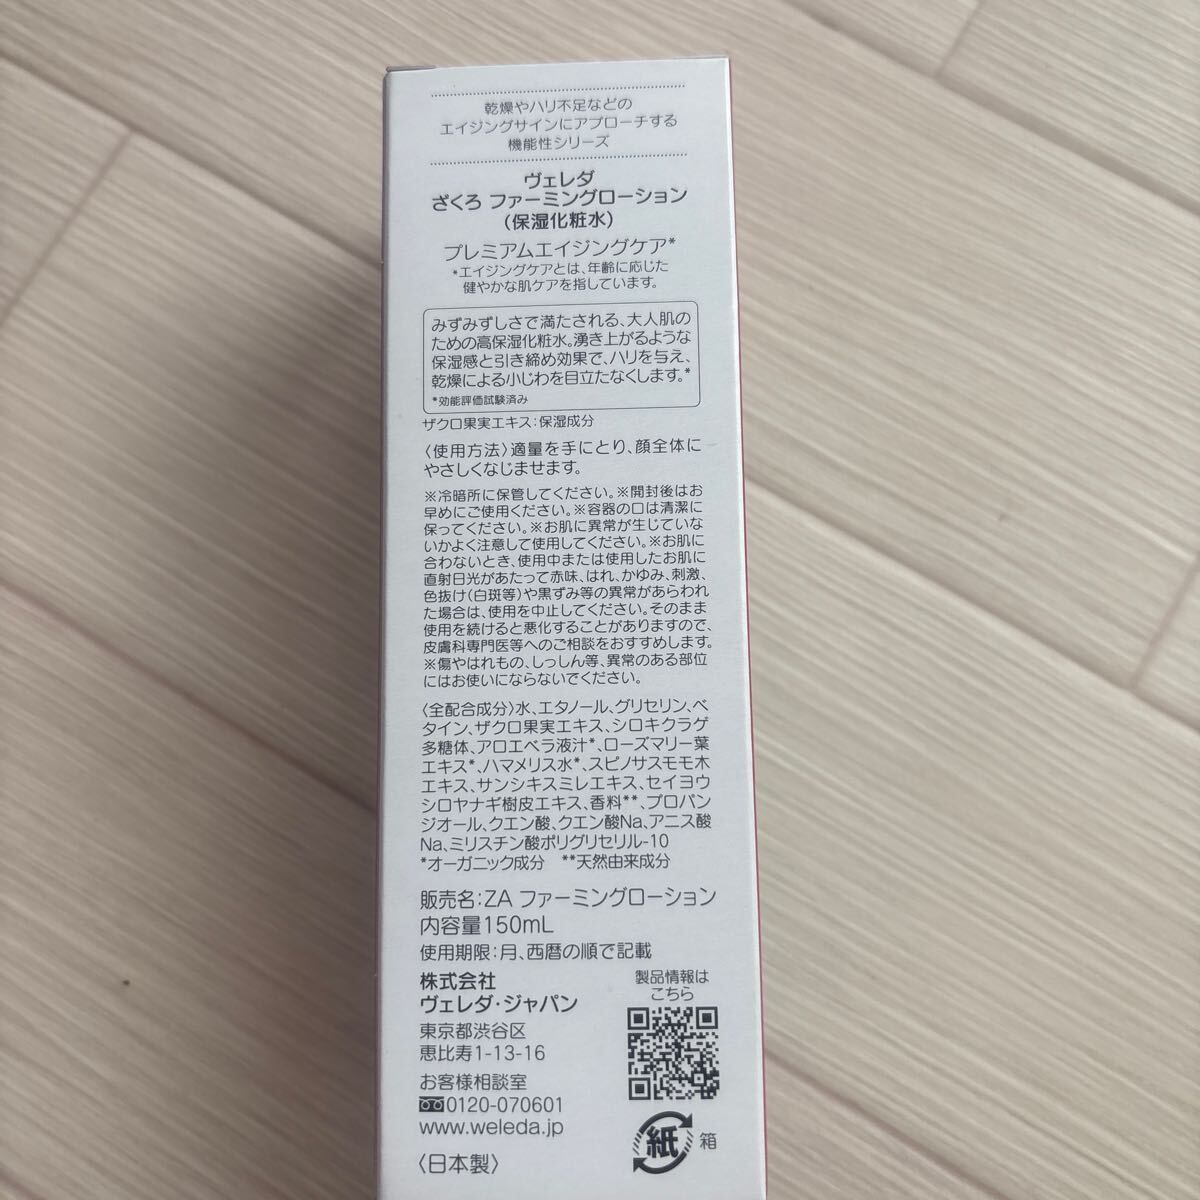 乾燥やハリ不足などの
エイジングサインにアプローチする
機能性シリーズ
ヴェレダ
ざくろ ファーミングローション
(保湿化粧水)
プレミアムエイジングケア*
*エイジングケアとは、年齢に応じた
健やかな肌ケアを指しています。
みずみずしさで満たされる、大人肌の
ための高保湿化粧水。湧き上がるような
保湿感と引き締め効果で、ハリを与え、
乾燥による小じわを目立たなくします。*
*効能評価試験済み
ザクロ果実エキス:保湿成分
〈使用方法〉適量を手にとり、顔全体に
やさしくなじませます。
※冷暗所に保管してください。※開封後はお
早めにご使用ください。※容器の口は清潔に
保ってください。※お肌に異常が生じていな
いかよく注意して使用してください。※お肌に
合わないとき、使用中または使用したお肌に
直射日光があたって赤味、はれ、かゆみ、刺激、
色抜け(白斑等)や黒ずみ等の異常があらわれ
た場合は、使用を中止してください。そのまま
使用を続けると悪化することがありますので、
皮膚科専門医等へのご相談をおすすめします。
※傷やはれもの、しっしん等、異常のある部位
にはお使いにならないでください。
〈全配合成分〉水、エタノール、グリセリン、ベ
タイン、ザクロ果実エキス、シロキクラゲ
多糖体、アロエベラ液汁*、ローズマリー葉
エキス*、ハマメリス水*、スピノサスモモ木
エキス、サンシキスミレエキス、セイヨウ
シロヤナギ樹皮エキス、香料**、プロパン
ジオール、クエン酸、クエン酸Na、アニス酸
Na、ミリスチン酸ポリグリセリル-10
*オーガニック成分 **天然由来成分
販売名:ZA ファーミングローション
内容量150mL
使用期限:月、西暦の順で記載
株式会社
ヴェレダ・ジャパン
東京都渋谷区
恵比寿1-13-16
お客様相談室
0120-070601
www.weleda.jp
〈日本製〉
製品情報は
こちら
紙 箱